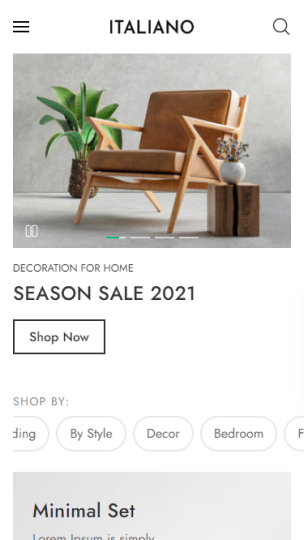 ITALIANO
DECORATION FOR HOME
SEASON SALE 2021
Shop Now
SHOP BY:
By Style
Decor
Bedroom
Minimal Set
Lorem Ipsum is simply